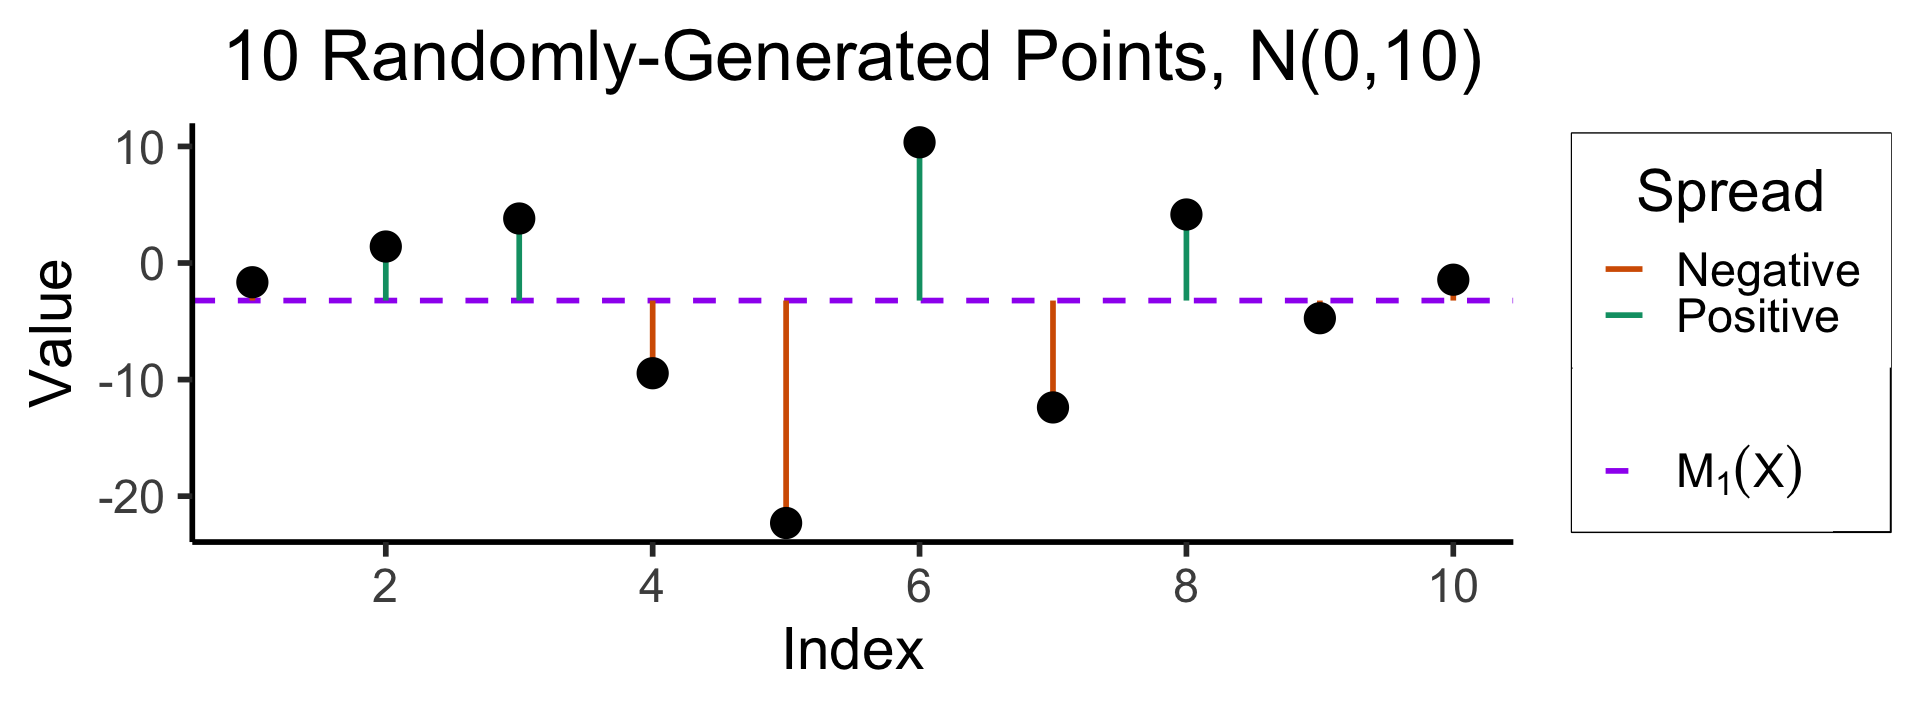 10 Randomly-Generated Points, N(0,10)
Value
10
0
-10
-20
2 4 6 8 10
Index
Spread
Negative
Positive
M₁(X)